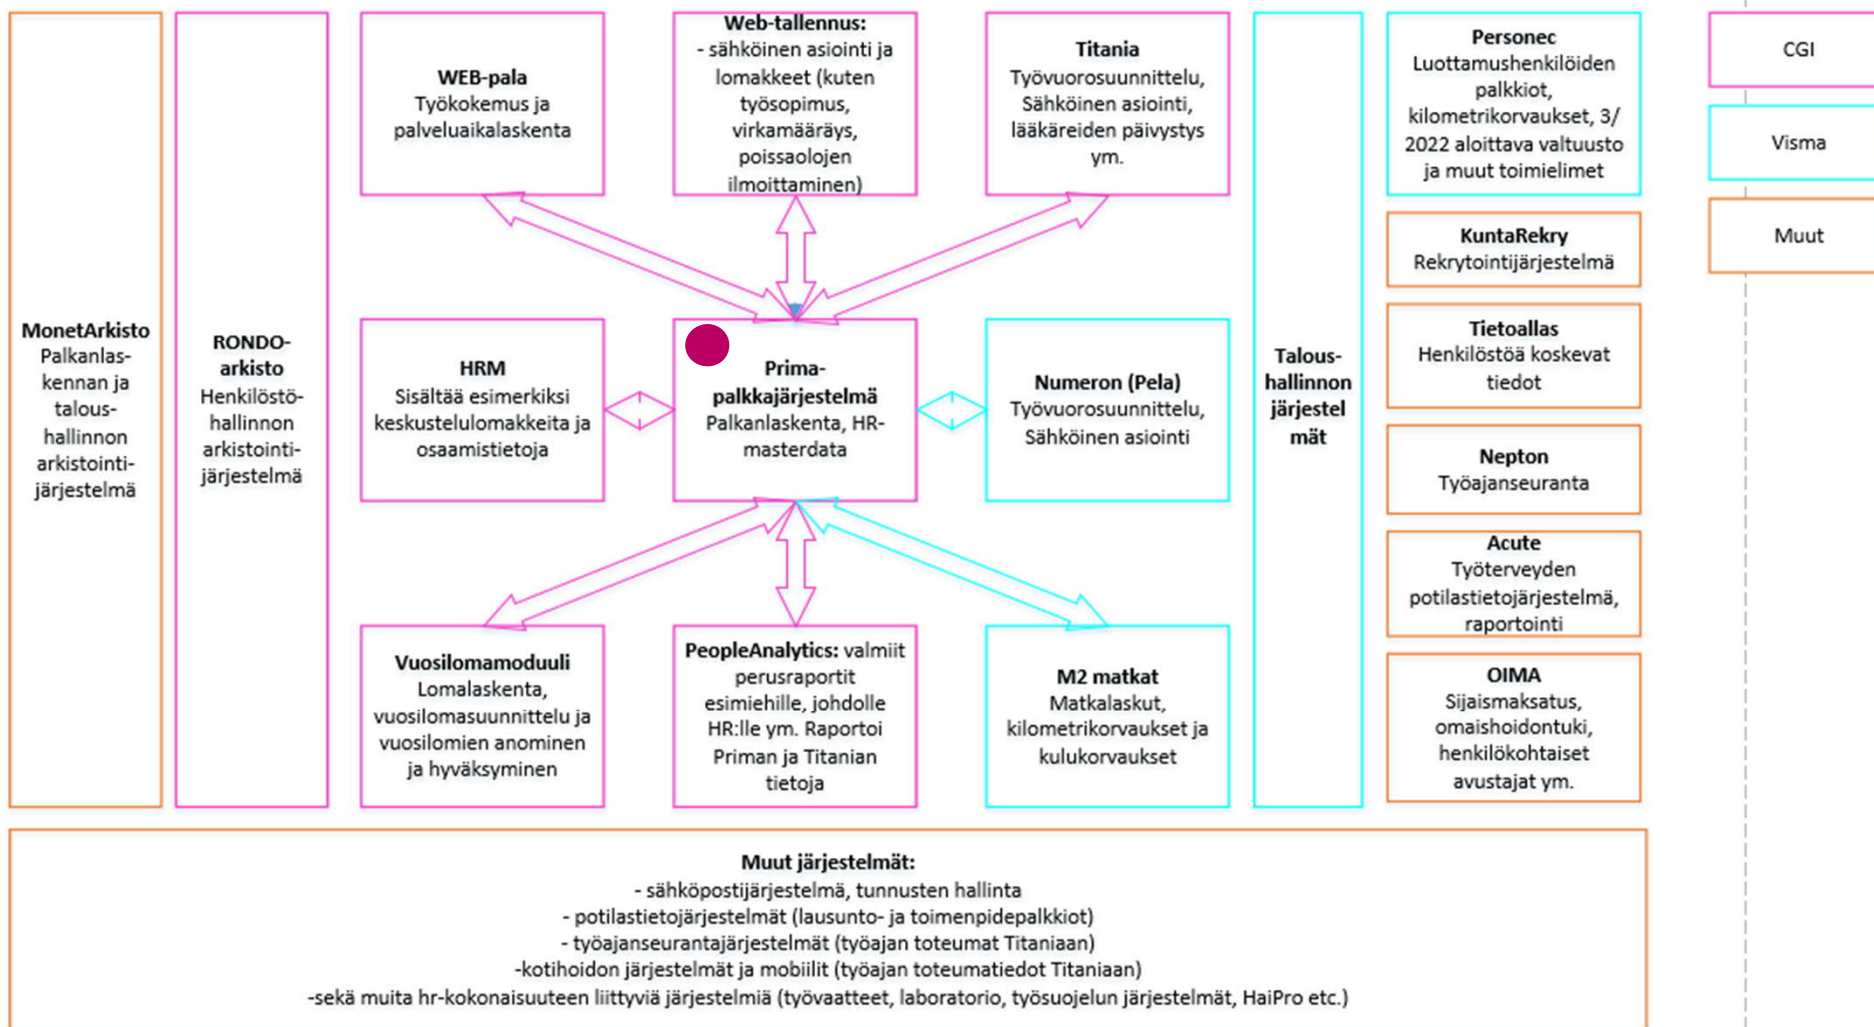 MonetArkisto
Palkanlas-
kennan ja
talous-
hallinnon
arkistointi-
järjestelmä
RONDO-
arkisto
Henkilöstö-
hallinnon
arkistointi-
järjestelmä
WEB-pala
Työkokemus ja
palveluaikalaskenta
Web-tallennus:
- sähköinen asiointi ja
lomakkeet (kuten
työsopimus,
virkamääräys,
poissaolojen
ilmoittaminen)
Titania
Työvuorosuunnittelu,
Sähköinen asiointi,
lääkäreiden päivystys
ym.
HRM
Sisältää esimerkiksi
keskustelulomakkeita ja
osaamistietoja
Prima-
palkkajärjestelmä
Palkanlaskenta, HR-
masterdata
Numeron (Pela)
Työvuorosuunnittelu,
Sähköinen asiointi
Vuosilomamoduuli
Lomalaskenta,
vuosilomasuunnittelu ja
vuosilomien anominen
ja hyväksyminen
PeopleAnalytics: valmiit
perusraportit
esimiehille, johdolle
HR:lle ym. Raportoi
Priman ja Titanian
tietoja
M2 matkat
Matkalaskut,
kilometrikorvaukset ja
kulukorvaukset
Talous-
hallinnon
järjestel
mät
Personec
Luottamushenkilöiden
palkkiot,
kilometrikorvaukset, 3/
2022 aloittava valtuusto
ja muut toimielimet
KuntaRekry
Rekrytointijärjestelmä
Tietoallas
Henkilöstöä koskevat
tiedot
Nepton
Työajanseuranta
Acute
Työterveyden
potilastietojärjestelmä,
raportointi
OIMA
Sijaismaksatus,
omaishoidontuki,
henkilökohtaiset
avustajat ym.
CGI
Visma
Muut
Muut järjestelmät:
- sähköpostijärjestelmä, tunnusten hallinta
- potilastietojärjestelmät (lausunto- ja toimenpidepalkkiot)
- työajanseurantajärjestelmät (työajan toteumat Titaniaan)
-kotihoidon järjestelmät ja mobiilit (työajan toteumatiedot Titaniaan)
-sekä muita hr-kokonaisuuteen liittyviä järjestelmiä (työvaatteet, laboratorio, työsuojelun järjestelmät, HaiPro etc.)